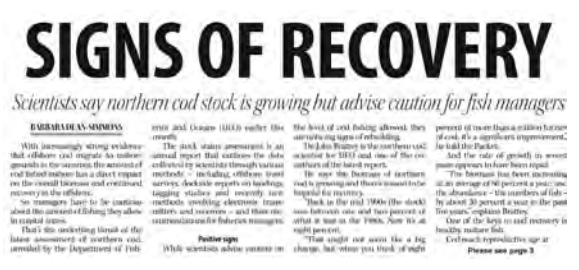 SIGNS OF RECOVERY
Scientists say northern cod stock is growing but advise caution for fish managers
BARBARA DEAN-SIMMONS
With increasingly strong evidence
that offshore cod migrate to inshore
grounds in the summer, the amount of
cod fished inshore has a direct impact
on the overall biomass and continued
recovery in the offshore.
So managers have to be cautious
about the amount of fishing they allow
in coastal zones.
That's the underlying thread of the
latest assessment of northern cod,
unveiled by the Department of Fish-
eries and Oceans (DFO) earlier this
month.
The stock status assessment is an
annual report that outlines the data
collected by scientists through various
methods – including, offshore trawl
surveys, dockside reports on landings,
tagging studies and recovery
methods involving electronic trans-
mitters and receivers – and
recommendations for fisheries managers.
Positive signs
While scientists advise caution on
the level of cod fishing allowed, they
are noticing signs of rebuilding.
Dr. John Brattey is the northern cod
scientist for DFO and one of the co-
authors of the latest report.
He says the biomass of northern
cod is growing and there's reason to be
hopeful for recovery.
"Back in the mid 1990s (the stock)
was between one and two percent of
what it was in the 1980s. Now it's at
eight percent.
"That might not seem like a big
change, but when you think of eight
percent of more than a million tonnes
of cod, it's a significant improvement,"
he told the Packet.
And the rate of growth in recent
years appears to have been rapid.
"The biomass has been increasing
at an average of percent a year; and
the abundance – the numbers of fish –
by about 30 percent a year in the past
five years," explains Brattey.
One of the keys to cod recovery is
healthy, mature fish.
Cod reach reproductive age at
Please see page 3